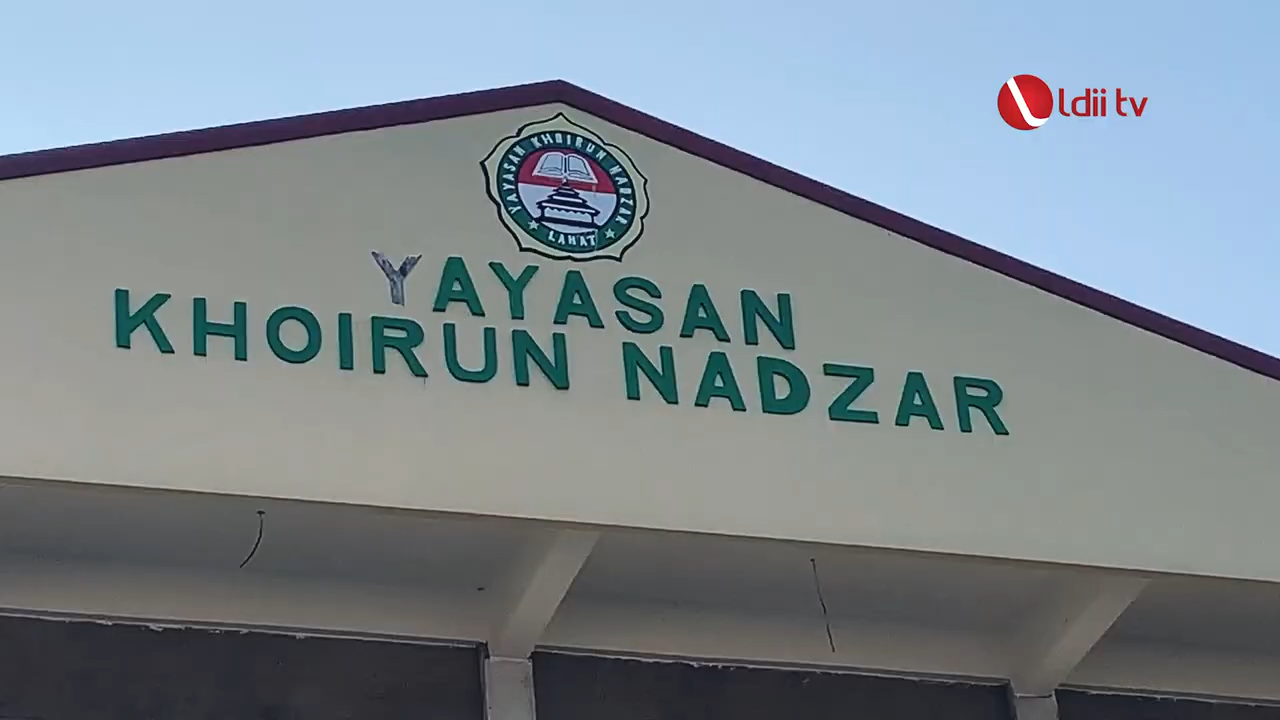 ldii tv
YAYASAN KHOIRUN NADZAR
LAHAT
YAYASAN
KHOIRUN NADZAR